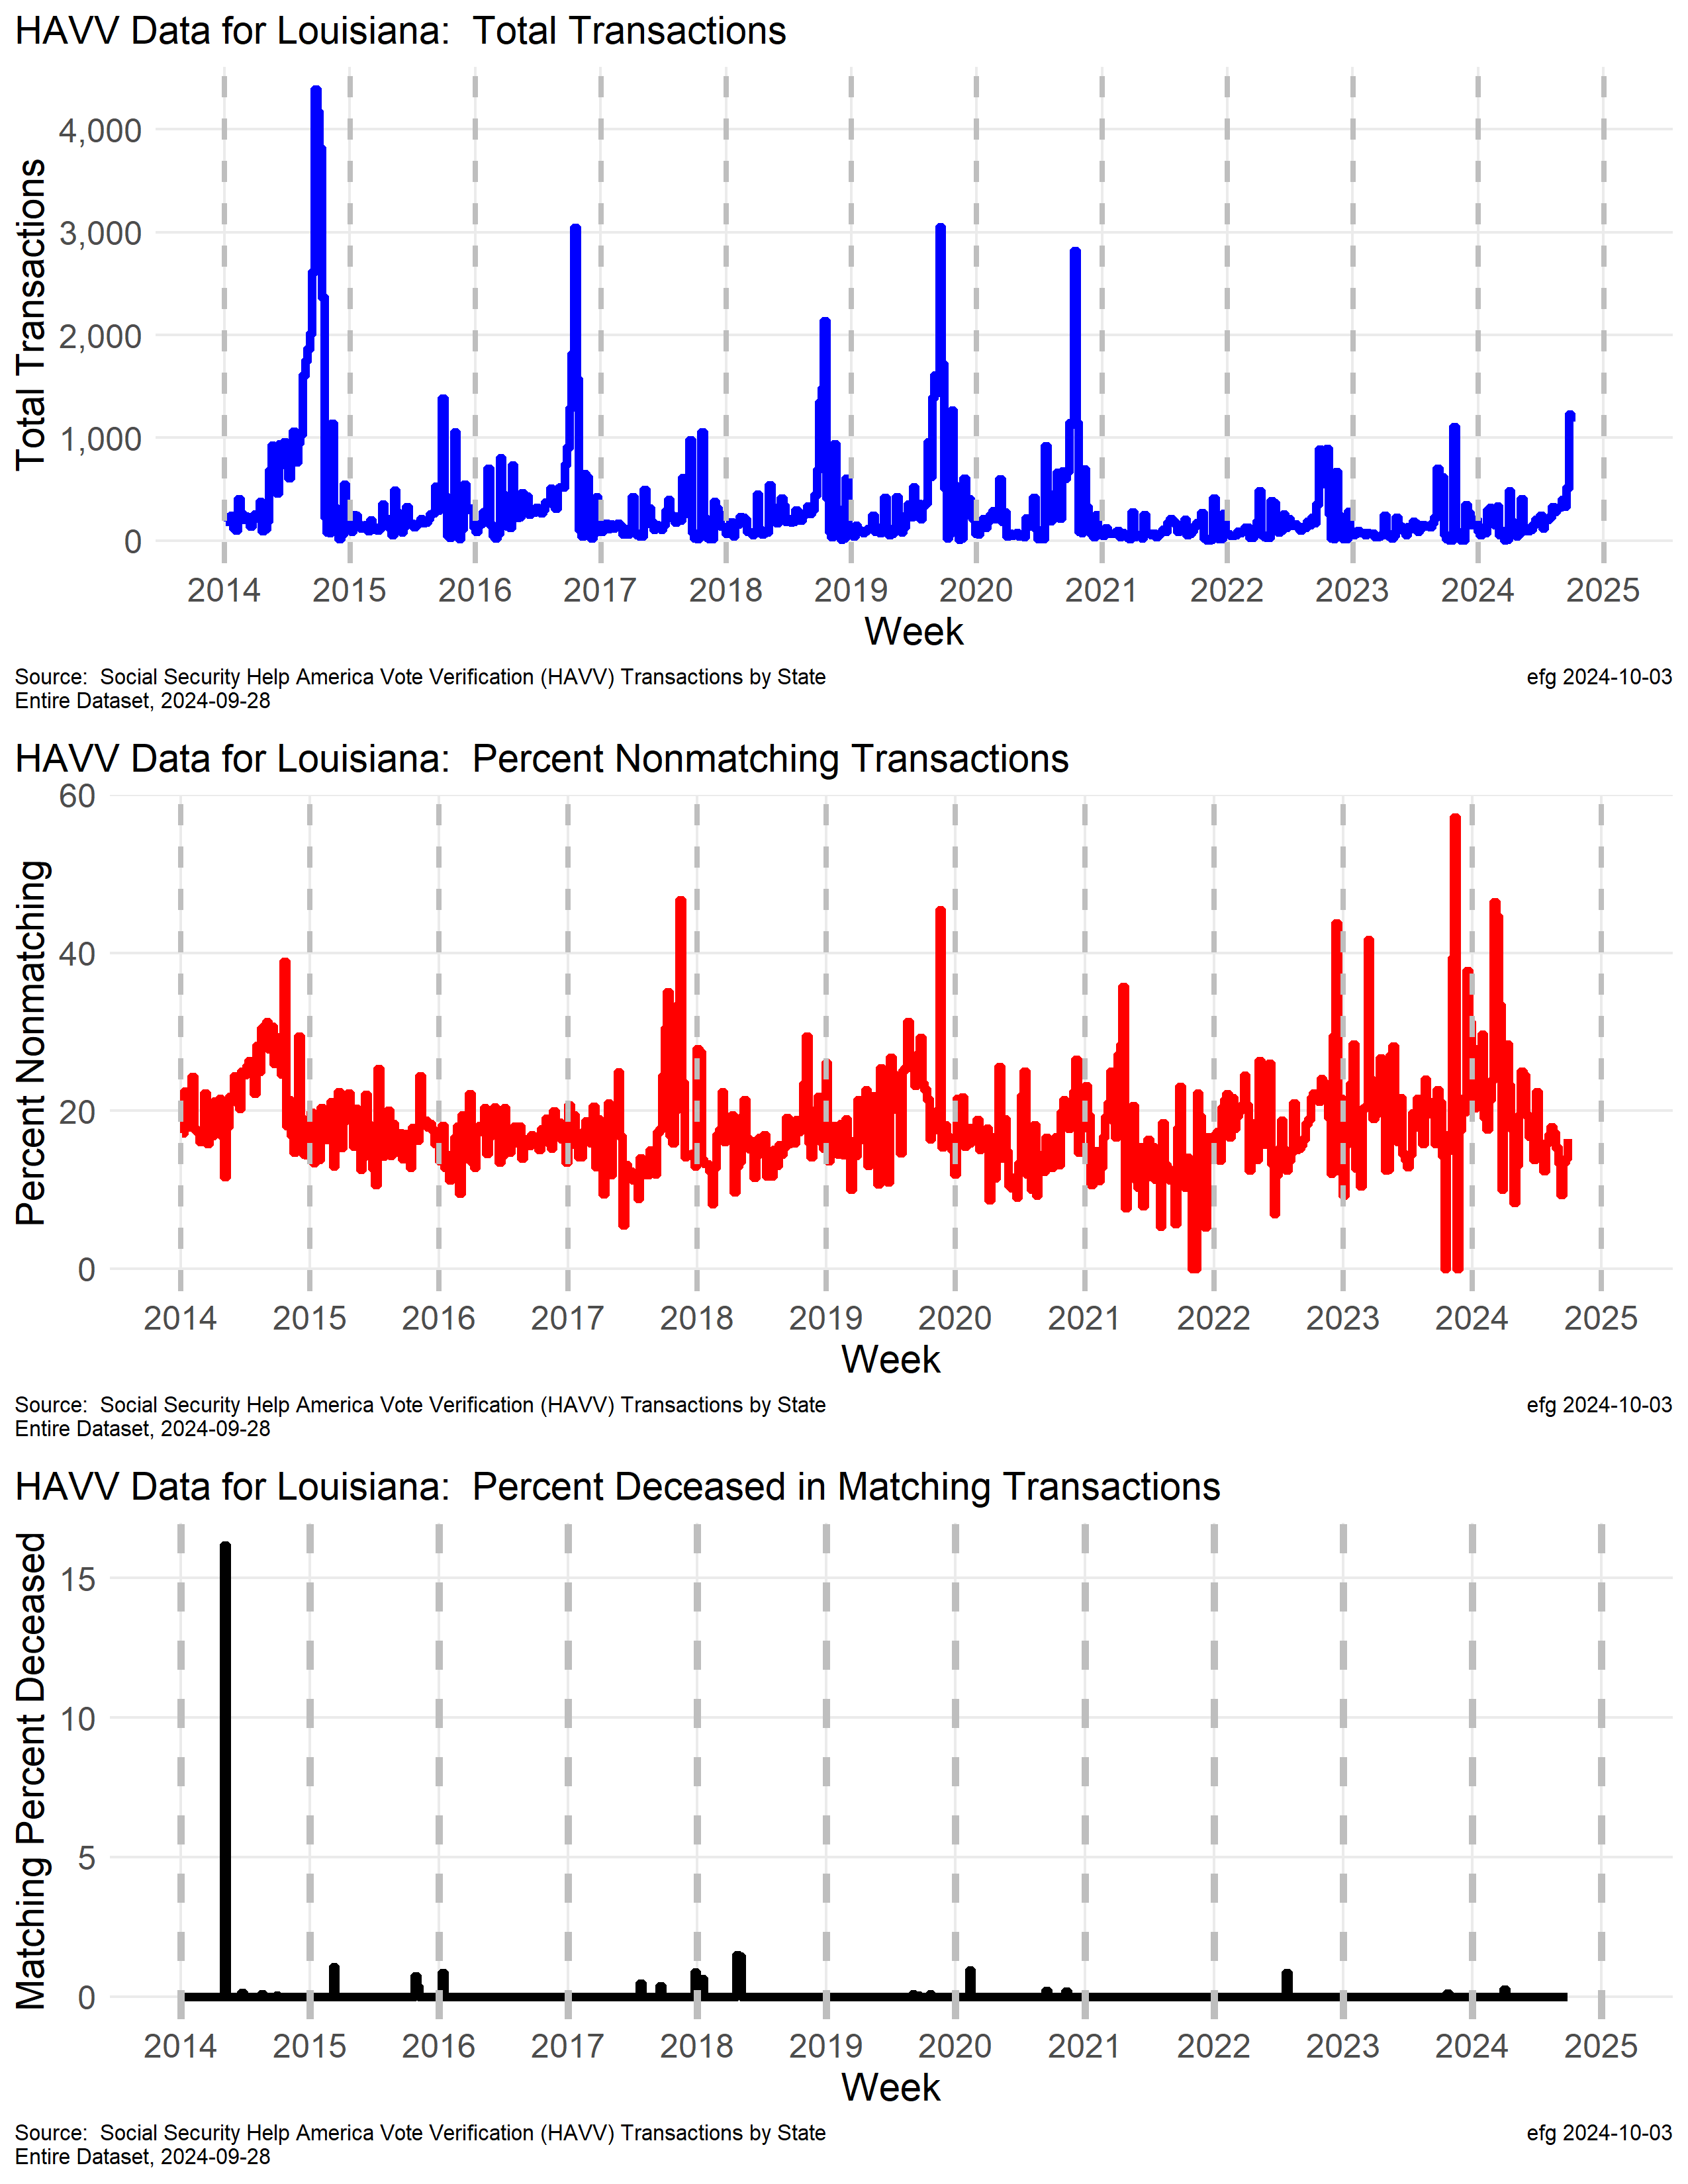 HAVV Data for Louisiana:  Total Transactions
Total Transactions
4,000
3,000
2,000
1,000
0
2014 2015 2016 2017 2018 2019 2020 2021 2022 2023 2024 2025
Week
Source:  Social Security Help America Vote Verification (HAVV) Transactions by State
Entire Dataset, 2024-09-28
efg 2024-10-03
HAVV Data for Louisiana:  Percent Nonmatching Transactions
Percent Nonmatching
60
40
20
0
2014 2015 2016 2017 2018 2019 2020 2021 2022 2023 2024 2025
Week
Source:  Social Security Help America Vote Verification (HAVV) Transactions by State
Entire Dataset, 2024-09-28
efg 2024-10-03
HAVV Data for Louisiana:  Percent Deceased in Matching Transactions
Matching Percent Deceased
15
10
5
0
2014 2015 2016 2017 2018 2019 2020 2021 2022 2023 2024 2025
Week
Source:  Social Security Help America Vote Verification (HAVV) Transactions by State
Entire Dataset, 2024-09-28
efg 2024-10-03